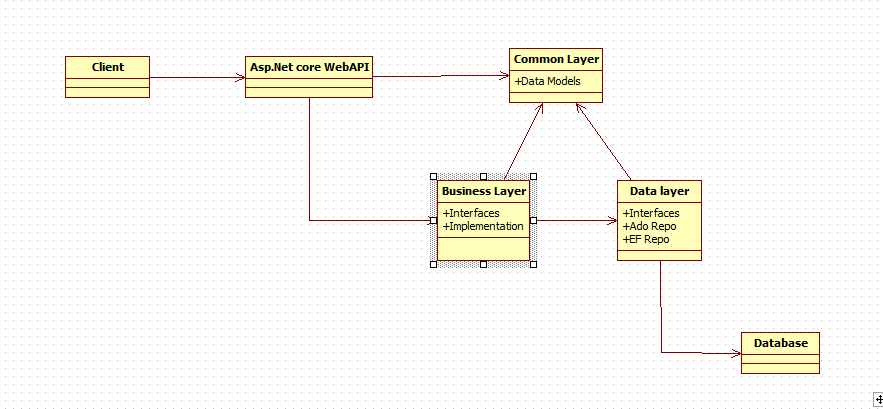 Client
Asp.Net core WebAPI
Common Layer
+Data Models
Business Layer
+Interfaces
+Implementation
Data layer
+Interfaces
+Ado Repo
+EF Repo
Database